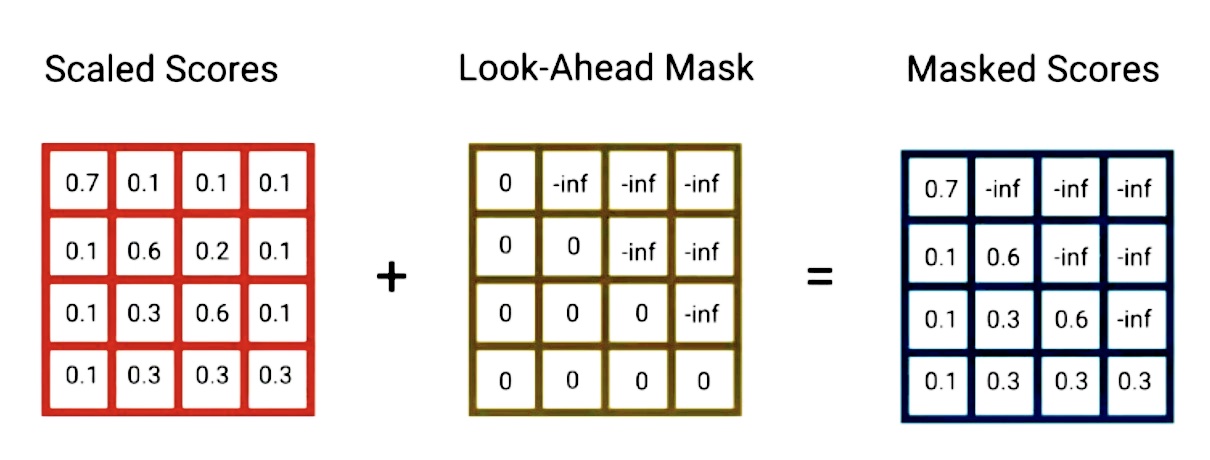 Scaled Scores Look-Ahead Mask Masked Scores
0.7 0.1 0.1 0.1 0 -inf -inf -inf 0.7 -inf -inf -inf
0.1 0.6 0.2 0.1 0 0 -inf -inf 0.1 0.6 -inf -inf
+ =
0.1 0.3 0.6 0.1 0 0 0 -inf 0.1 0.3 0.6 -inf
0.1 0.3 0.3 0.3 0 0 0 0 0.1 0.3 0.3 0.3